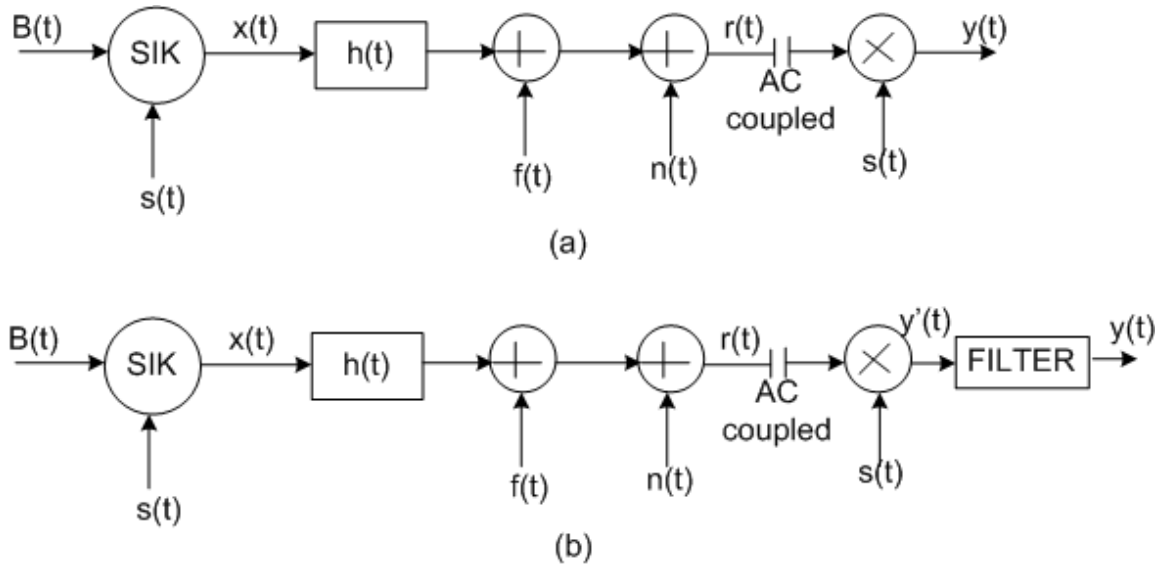 B(t)
SIK
x(t)
h(t)
r(t)
y(t)
AC
coupled
s(t)
f(t)
n(t)
s(t)
(a)
B(t)
SIK
x(t)
h(t)
r(t)
y'(t)
FILTER
y(t)
AC
coupled
s(t)
f(t)
n(t)
s(t)
(b)